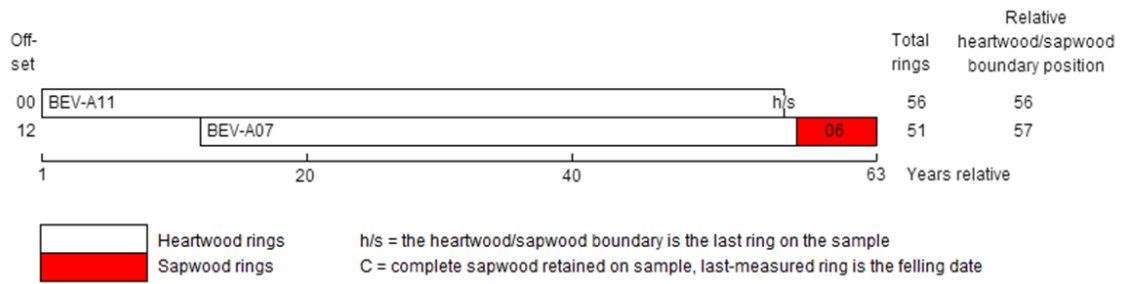 Relative
Off- Total heartwood/sapwood
set rings boundary position
00 BEV-A11 h/s 56 56
12 BEV-A07 06 51 57
1 20 40 63 Years relative
Heartwood rings h/s = the heartwood/sapwood boundary is the last ring on the sample
Sapwood rings C = complete sapwood retained on sample, last-measured ring is the felling date